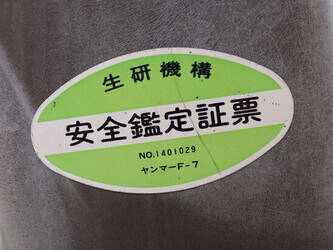 生研機構
安全鑑定証票
NO.1401029
ヤンマーF-7